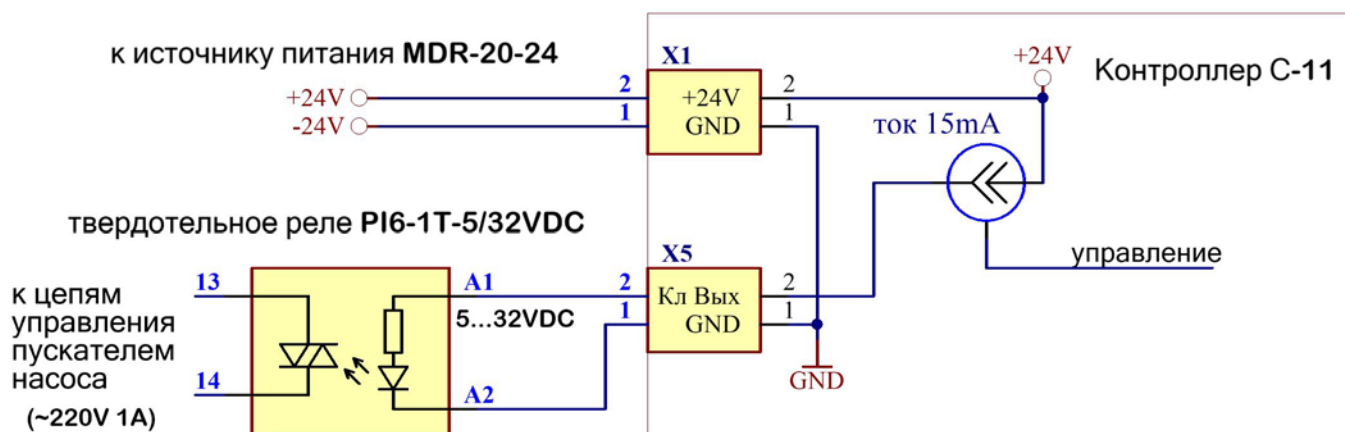 к источнику питания MDR-20-24
+24V
-24V
2
1
X1
+24V
GND
2
1
+24V
Контроллер С-11
ток 15mA
управление
твердотельное реле PI6-1T-5/32VDC
к цепям
управления
пускателем
насоса
(~220V 1A)
13
14
A1
5...32VDC
A2
2
1
X5
Кл Вых
GND
2
1
GND